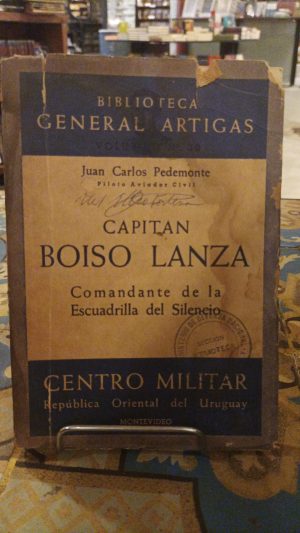 BIBLIOTECA
GENERAL ARTIGAS
Juan Carlos Pedemonte
Piloto Aviador Civil
CAPITAN
BOISO LANZA
Comandante de la
Escuadrilla del Silencio
SECCION
CENTRO MILITAR
República Oriental del Uruguay
MONTEVIDEO